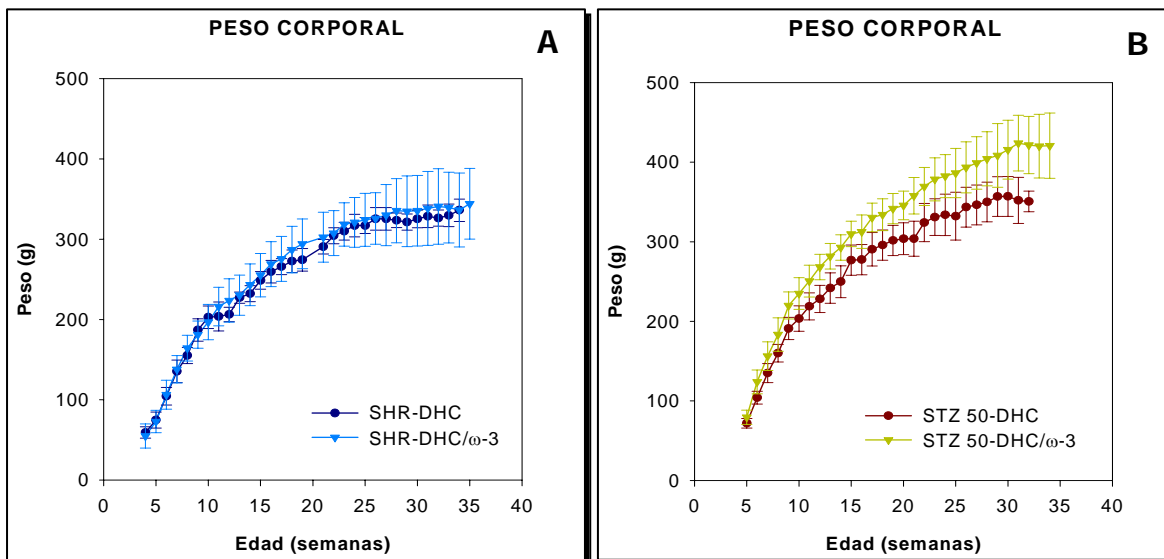 PESO CORPORAL
A
500
400
300
200
100
0
Peso (g)
0 5 10 15 20 25 30 35 40
Edad (semanas)
SHR-DHC
SHR-DHC/ω-3
PESO CORPORAL
B
500
400
300
200
100
0
Peso (g)
0 5 10 15 20 25 30 35 40
Edad (semanas)
STZ 50-DHC
STZ 50-DHC/ω-3